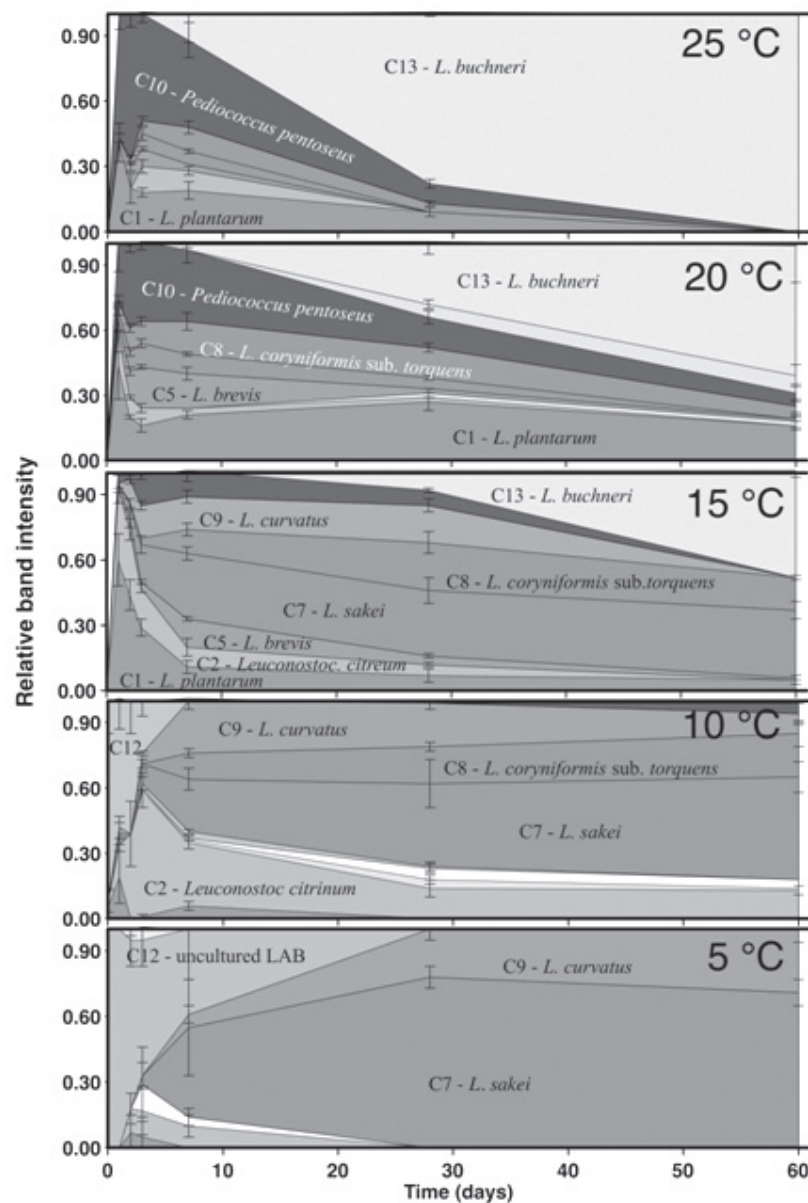 Relative band intensity
0.90
0.60
0.30
0.00
25 °C
C13 - L. buchneri
C10 - Pediococcus pentoseus
C1 - L. plantarum
0.90
0.60
0.30
0.00
20 °C
C13 - L. buchneri
C10 - Pediococcus pentoseus
C8 - L. coryniformis sub. torquens
C5 - L. brevis
C1 - L. plantarum
0.90
0.60
0.30
0.00
15 °C
C13 - L. buchneri
C9 - L. curvatus
C8 - L. coryniformis sub.torquens
C7 - L. sakei
C5 - L. brevis
C2 - Leuconostoc. citreum
C1 - L. plantarum
0.90
0.60
0.30
0.00
10 °C
C12
C9 - L. curvatus
C8 - L. coryniformis sub. torquens
C7 - L. sakei
C2 - Leuconostoc citrinum
0.90
0.60
0.30
0.00
5 °C
C12 - uncultured LAB
C9 - L. curvatus
C7 - L. sakei
0 10 20 30 40 50 60
Time (days)